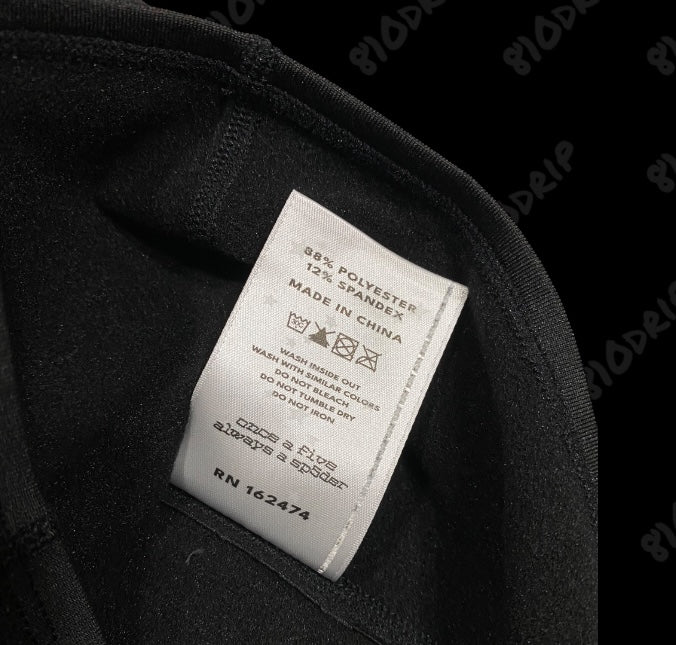 810DRIP
810DRIP
810DRIP
810DRIP
88% POLYESTER
12% SPANDEX
MADE IN CHINA
WASH INSIDE OUT
WASH WITH SIMILAR COLORS
DO NOT BLEACH
DO NOT TUMBLE DRY
DO NOT IRON
once a five
always a sp5der
RN 162474